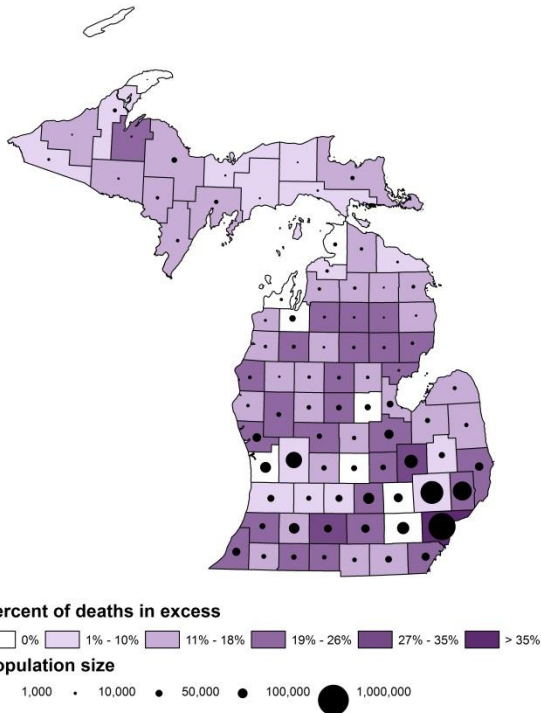 ercent of deaths in excess
0% 1% - 10% 11% - 18% 19% - 26% 27% - 35% > 35%
opulation size
1,000 10,000 50,000 100,000 1,000,000